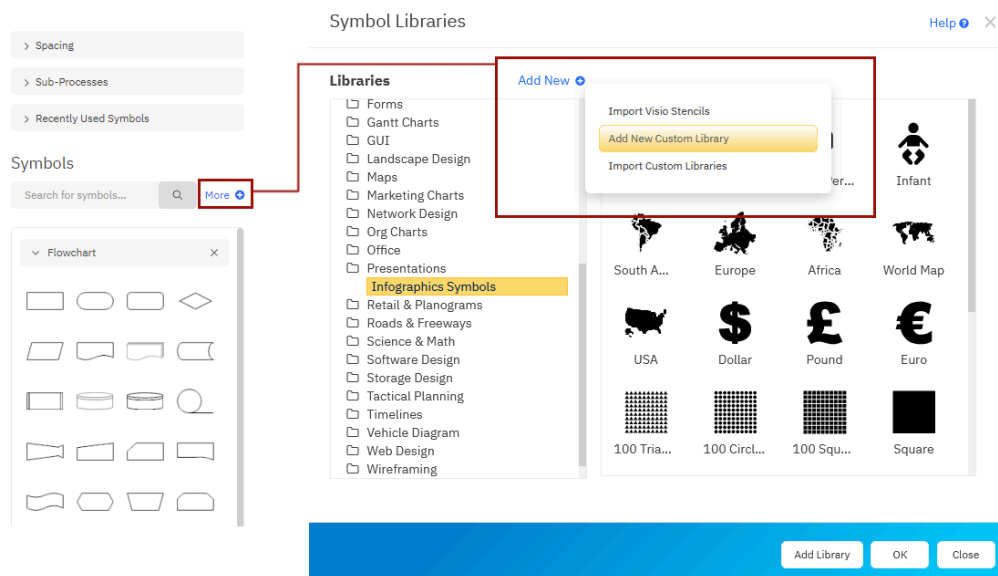 Spacing
Sub-Processes
Recently Used Symbols
Symbols
Search for symbols...
More
Flowchart
Symbol Libraries
Help
Libraries
Add New
Forms
Gantt Charts
GUI
Landscape Design
Maps
Marketing Charts
Network Design
Org Charts
Office
Presentations
Infographics Symbols
Retail & Planograms
Roads & Freeways
Science & Math
Software Design
Storage Design
Tactical Planning
Timelines
Vehicle Diagram
Web Design
Wireframing
Import Visio Stencils
Add New Custom Library
Import Custom Libraries
Infant
South A... Europe Africa World Map
USA Dollar Pound Euro
100 Tria... 100 Circl... 100 Squ... Square
Add Library OK Close